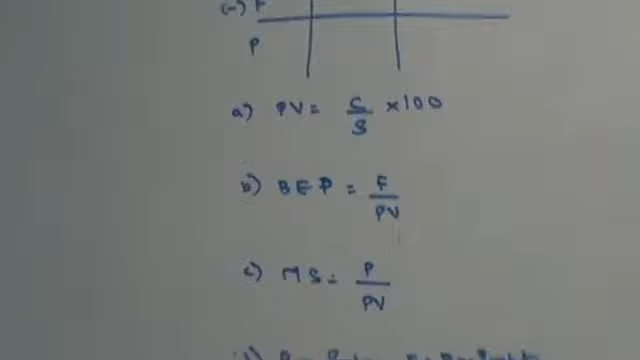 (-) F
P
a) PV = C/S × 100
b) BEP = F/PV
c) MS = P/PV